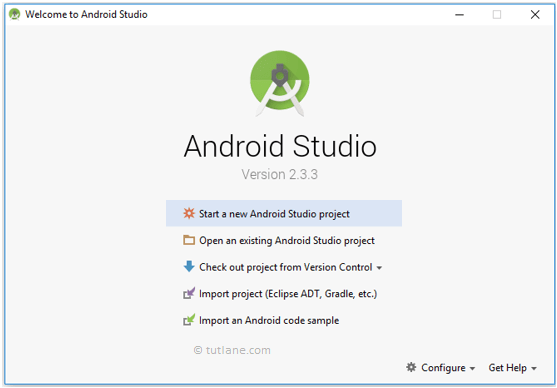 Welcome to Android Studio
Android Studio
Version 2.3.3
Start a new Android Studio project
Open an existing Android Studio project
Check out project from Version Control
Import project (Eclipse ADT, Gradle, etc.)
Import an Android code sample
© tutlane.com
Configure Get Help